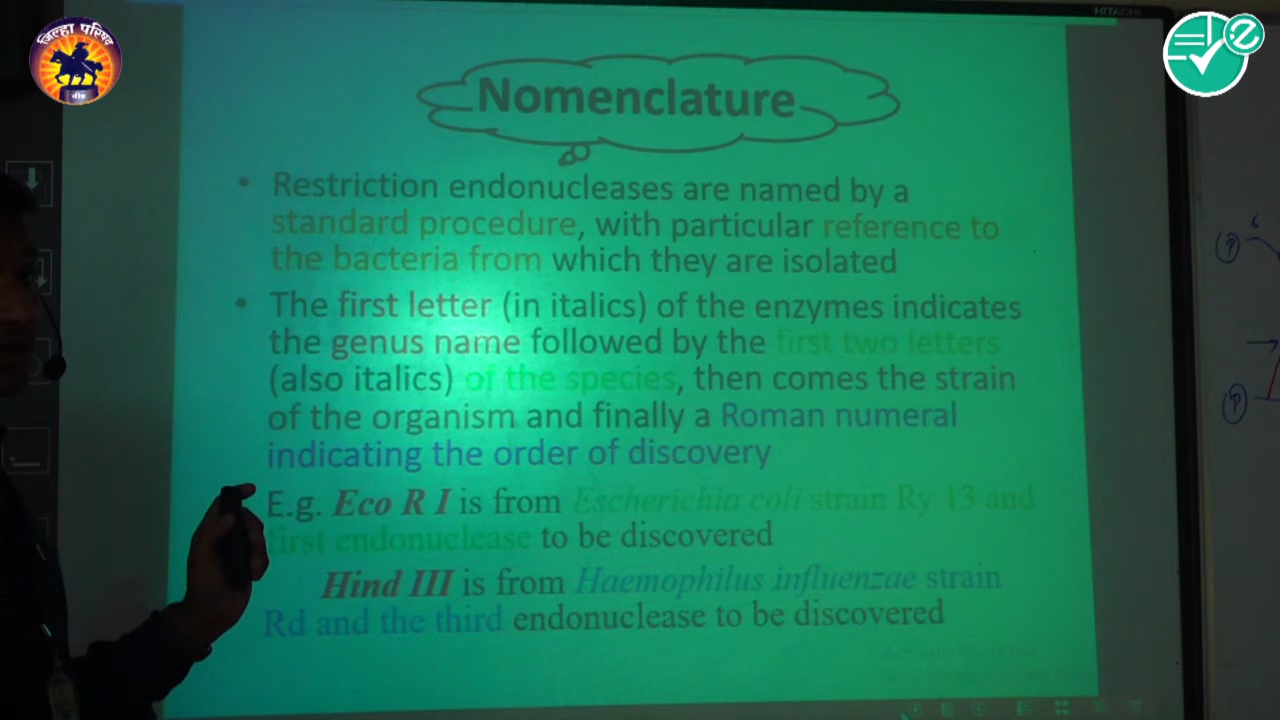 HITACHI
जिल्हा परिषद
बीड
Nomenclature
• Restriction endonucleases are named by a
standard procedure, with particular reference to
the bacteria from which they are isolated
• The first letter (in italics) of the enzymes indicates
the genus name followed by the first two letters
(also italics) of the species, then comes the strain
of the organism and finally a Roman numeral
indicating the order of discovery
E.g. Eco R I is from Escherichia coli strain Ry 13 and
first endonuclease to be discovered
Hind III is from Haemophilus influenzae strain
Rd and the third endonuclease to be discovered
P
P